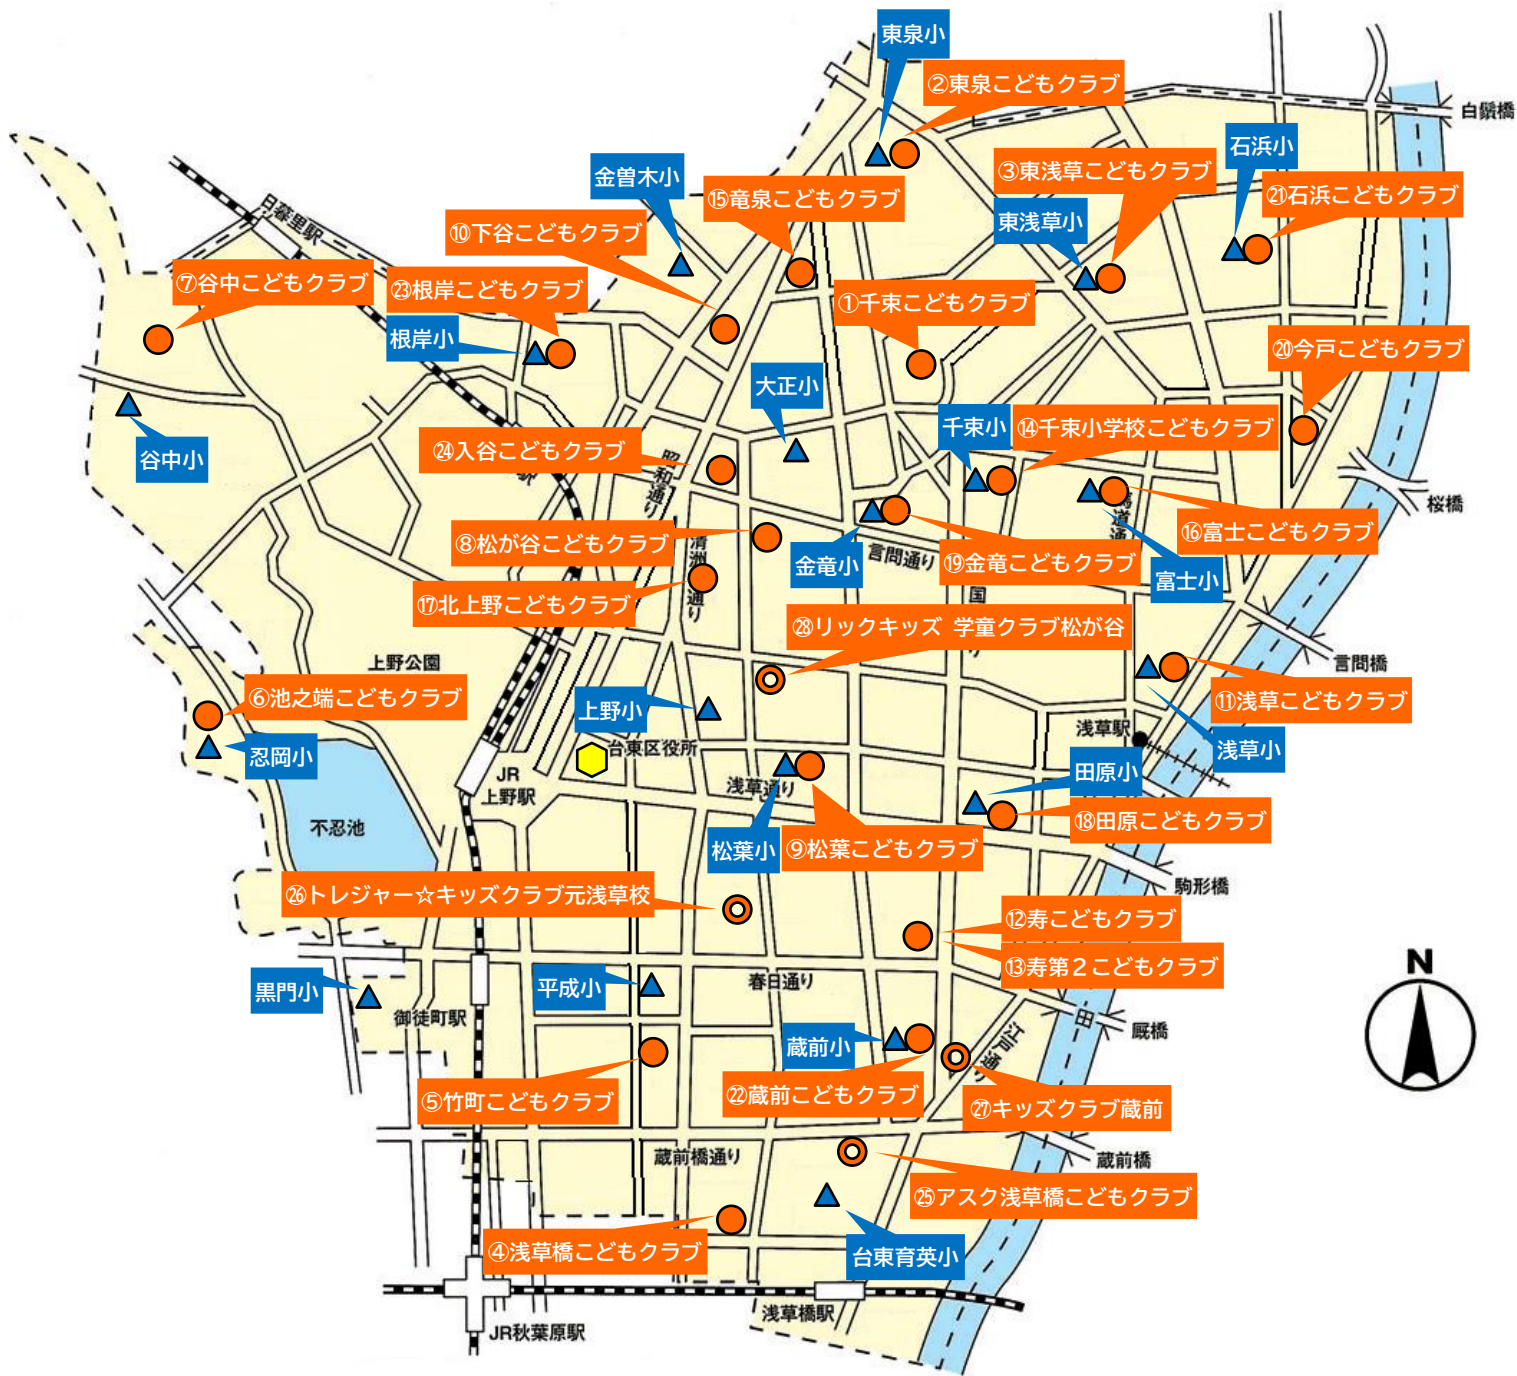 東泉小
②東泉こどもクラブ
白鬚橋
石浜小
③東浅草こどもクラブ
金曽木小
⑮竜泉こどもクラブ
㉑石浜こどもクラブ
東浅草小
日暮里駅
⑩下谷こどもクラブ
⑦谷中こどもクラブ
㉓根岸こどもクラブ
①千束こどもクラブ
根岸小
⑳今戸こどもクラブ
大正小
千束小
⑭千束小学校こどもクラブ
㉔入谷こどもクラブ
谷中小
昭和通り
駅
桜橋
⑧松が谷こどもクラブ
清洲
通り
言問通り
⑯富士こどもクラブ
金竜小
⑲金竜こどもクラブ
富士小
⑰北上野こどもクラブ
国
㉘リックキッズ 学童クラブ松が谷
上野公園
言問橋
⑥池之端こどもクラブ
⑪浅草こどもクラブ
上野小
浅草駅
忍岡小
台東区役所
浅草小
JR
上野駅
浅草通り
田原小
不忍池
⑱田原こどもクラブ
松葉小
⑨松葉こどもクラブ
駒形橋
㉖トレジャー☆キッズクラブ元浅草校
⑫寿こどもクラブ
⑬寿第２こどもクラブ
N
黒門小
平成小
春日通り
御徒町駅
厩橋
蔵前小
江戸通り
⑤竹町こどもクラブ
㉒蔵前こどもクラブ
㉗キッズクラブ蔵前
蔵前橋通り
蔵前橋
㉕アスク浅草橋こどもクラブ
④浅草橋こどもクラブ
台東育英小
浅草橋駅
JR秋葉原駅